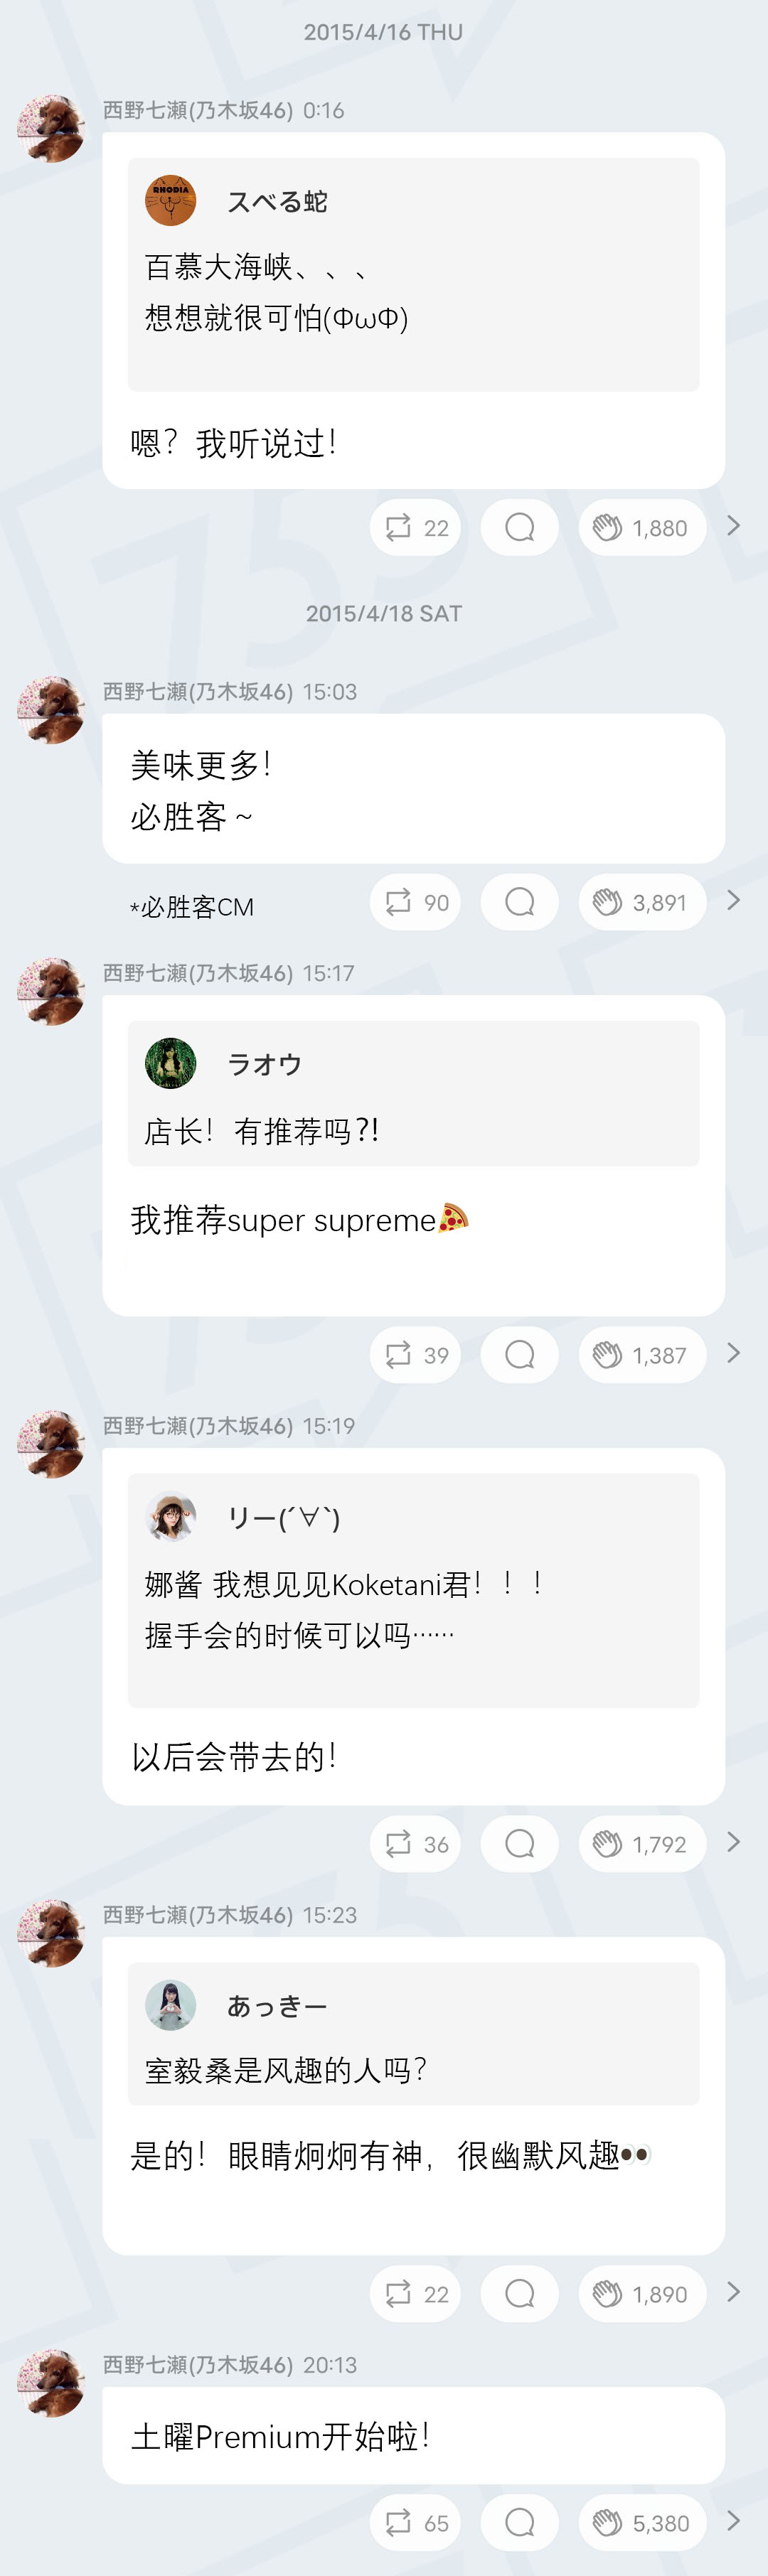 2015/4/16 THU
西野七瀬(乃木坂46) 0:16
RHODIA
スベる蛇
百慕大海峡、、、
想想就很可怕(ΦωΦ)
嗯？我听说过！
22
1,880
753
2015/4/18 SAT
西野七瀬(乃木坂46) 15:03
美味更多！
必胜客～
90
3,891
*必胜客CM
西野七瀬(乃木坂46) 15:17
ラオウ
店长！有推荐吗?!
我推荐super supreme🍕
39
1,387
西野七瀬(乃木坂46) 15:19
リー(´∀`)
娜酱 我想见见Koketani君！！！
握手会的时候可以吗……
以后会带去的！
36
1,792
西野七瀬(乃木坂46) 15:23
あっきー
室毅桑是风趣的人吗？
是的！眼睛炯炯有神，很幽默风趣👀
22
1,890
西野七瀬(乃木坂46) 20:13
土曜Premium开始啦！
65
5,380